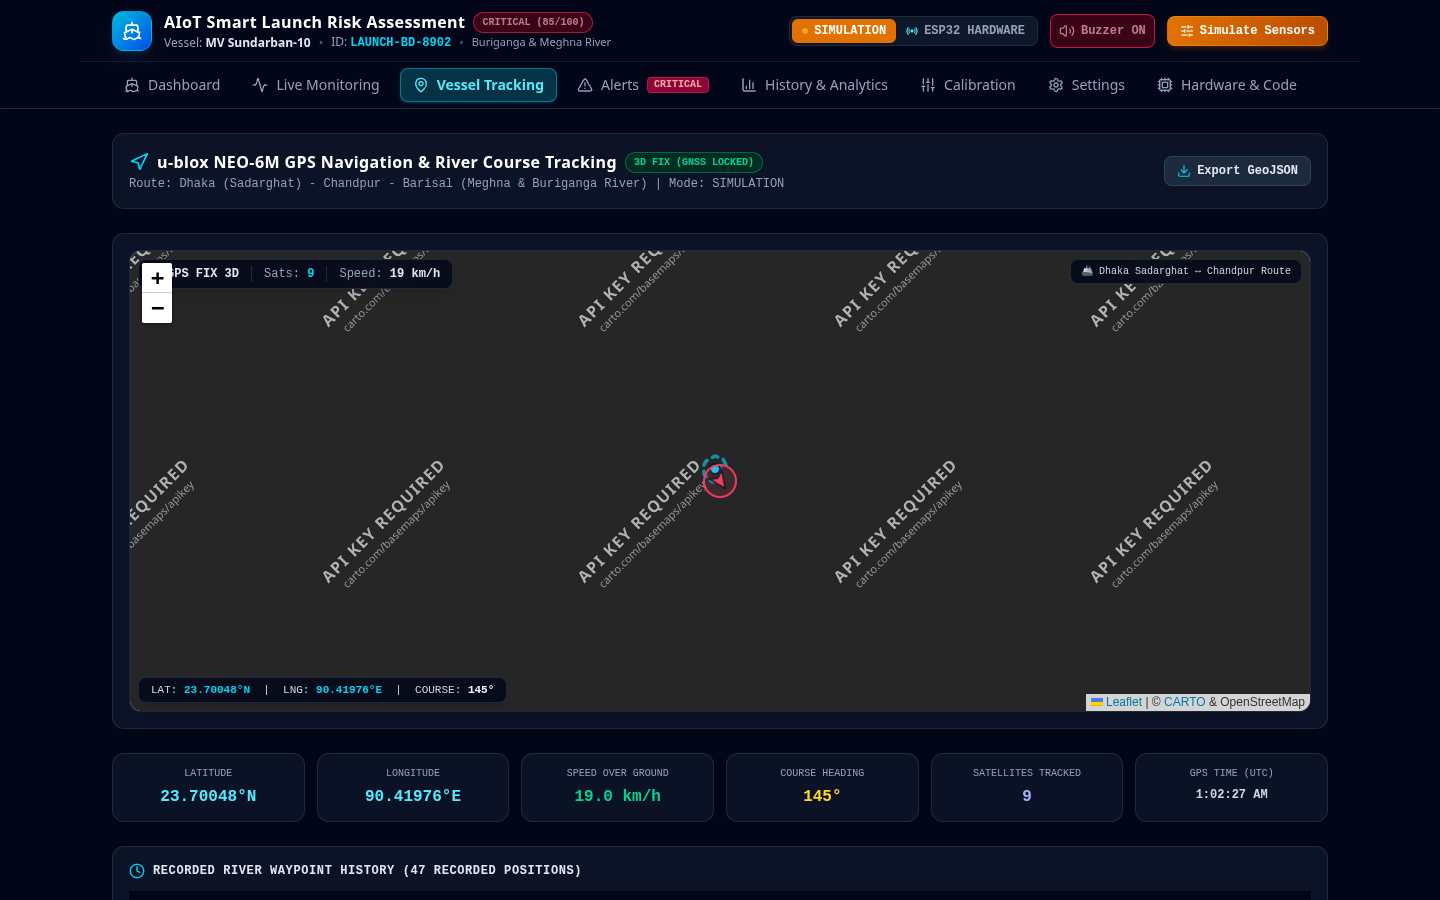 AIoT Smart Launch Risk Assessment CRITICAL (85/100)
Vessel: MV Sundarban-10 • ID: LAUNCH-BD-8902 • Buriganga & Meghna River
SIMULATION ESP32 HARDWARE Buzzer ON Simulate Sensors
Dashboard Live Monitoring Vessel Tracking Alerts CRITICAL History & Analytics Calibration Settings Hardware & Code
u-blox NEO-6M GPS Navigation & River Course Tracking 3D FIX (GNSS LOCKED)
Route: Dhaka (Sadarghat) - Chandpur - Barisal (Meghna & Buriganga River) | Mode: SIMULATION
Export GeoJSON
+
−
GPS FIX 3D Sats: 9 Speed: 19 km/h
Dhaka Sadarghat ↔ Chandpur Route
API KEY REQUIRED
carto.com/basemaps/apikey
API KEY REQUIRED
carto.com/basemaps/apikey
API KEY REQUIRED
carto.com/basemaps/apikey
API KEY REQUIRED
carto.com/basemaps/apikey
LAT: 23.70048°N | LNG: 90.41976°E | COURSE: 145°
Leaflet | © CARTO & OpenStreetMap
LATITUDE
23.70048°N
LONGITUDE
90.41976°E
SPEED OVER GROUND
19.0 km/h
COURSE HEADING
145°
SATELLITES TRACKED
9
GPS TIME (UTC)
1:02:27 AM
RECORDED RIVER WAYPOINT HISTORY (47 RECORDED POSITIONS)